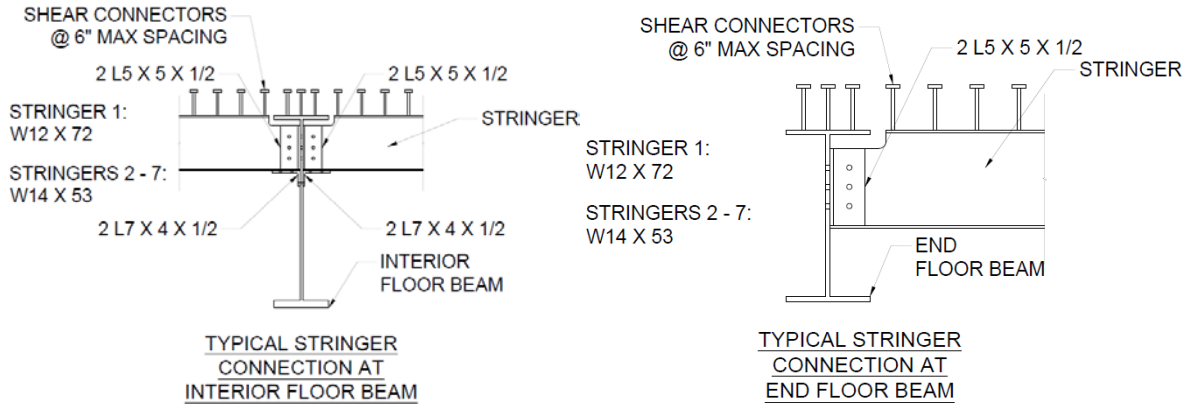 SHEAR CONNECTORS
@ 6" MAX SPACING
2 L5 X 5 X 1/2
2 L5 X 5 X 1/2
STRINGER 1:
W12 X 72
STRINGER
STRINGERS 2 - 7:
W14 X 53
2 L7 X 4 X 1/2
2 L7 X 4 X 1/2
INTERIOR
FLOOR BEAM
TYPICAL STRINGER
CONNECTION AT
INTERIOR FLOOR BEAM
SHEAR CONNECTORS
@ 6" MAX SPACING
2 L5 X 5 X 1/2
STRINGER
STRINGER 1:
W12 X 72
STRINGERS 2 - 7:
W14 X 53
END
FLOOR BEAM
TYPICAL STRINGER
CONNECTION AT
END FLOOR BEAM